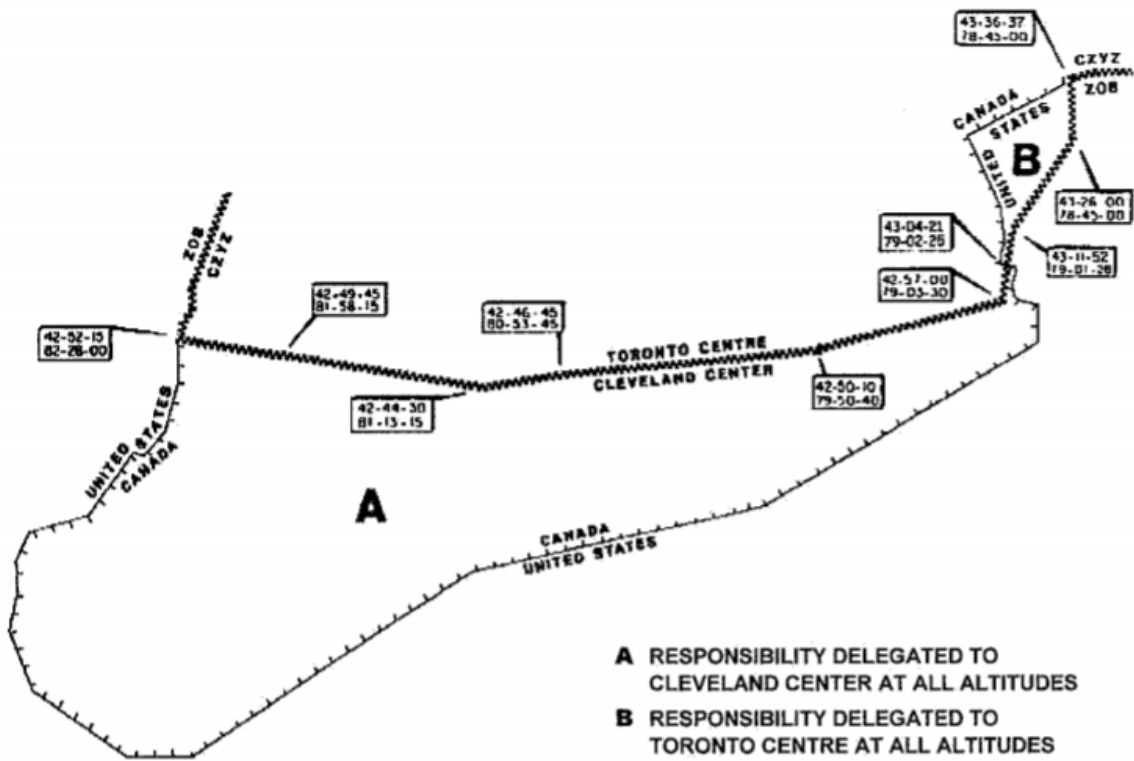 43-36-37
78-45-00
CZYZ
ZOB
CANADA
STATES
UNITED
B
43-26-00
78-45-00
43-04-21
79-02-25
43-11-52
79-01-28
42-57-00
79-03-30
ZOB
CZYZ
42-49-45
81-58-15
42-52-15
82-28-00
42-46-45
80-53-45
TORONTO CENTRE
CLEVELAND CENTER
42-50-10
79-50-40
42-44-30
81-13-15
UNITED STATES
CANADA
A
CANADA
UNITED STATES
A RESPONSIBILITY DELEGATED TO
CLEVELAND CENTER AT ALL ALTITUDES
B RESPONSIBILITY DELEGATED TO
TORONTO CENTRE AT ALL ALTITUDES